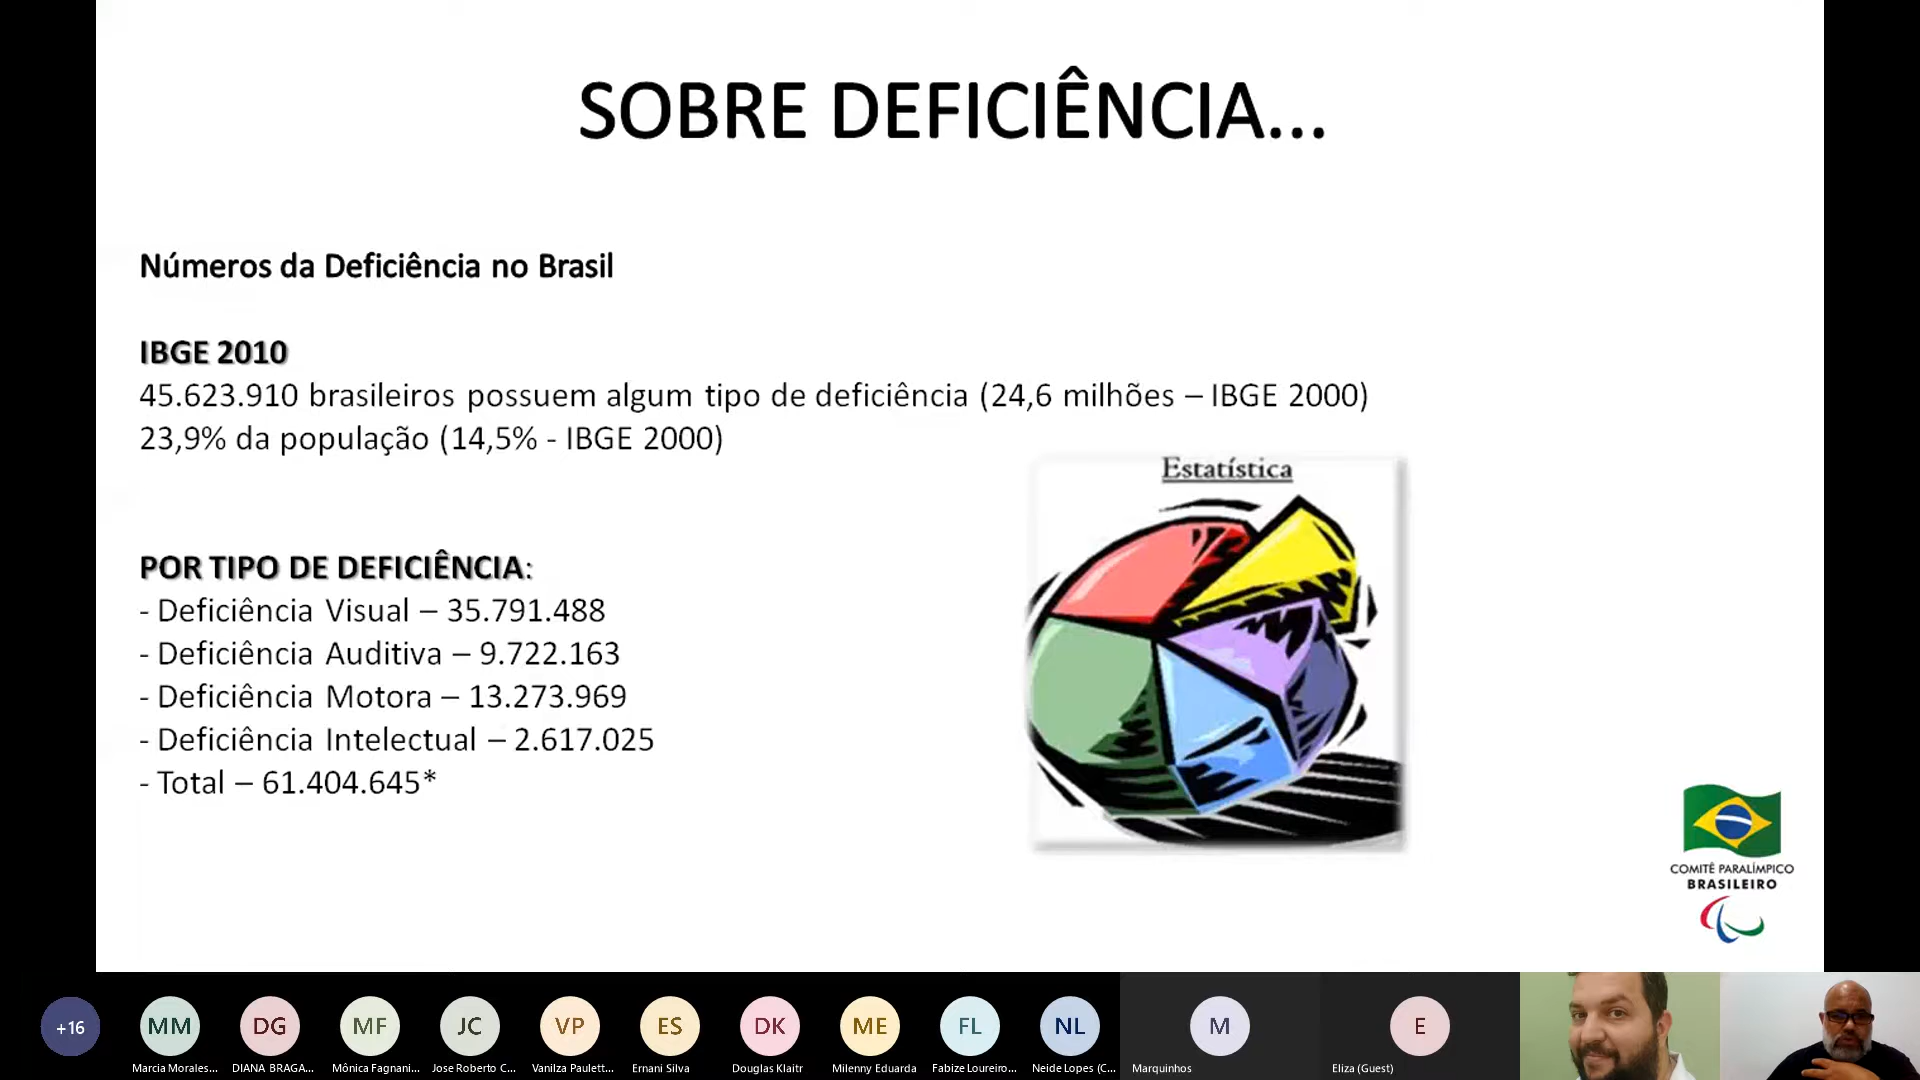 SOBRE DEFICIÊNCIA...
Números da Deficiência no Brasil
IBGE 2010
45.623.910 brasileiros possuem algum tipo de deficiência (24,6 milhões – IBGE 2000)
23,9% da população (14,5% - IBGE 2000)
Estatística
POR TIPO DE DEFICIÊNCIA:
- Deficiência Visual – 35.791.488
- Deficiência Auditiva – 9.722.163
- Deficiência Motora – 13.273.969
- Deficiência Intelectual – 2.617.025
- Total – 61.404.645*
COMITÊ PARALÍMPICO
BRASILEIRO
+16
MM
DG
MF
JC
VP
ES
DK
ME
FL
NL
M
E
Marcia Morales...
DIANA BRAGA...
Mônica Fagnani...
Jose Roberto C...
Vanilza Paulett...
Ernani Silva
Douglas Klaitr
Milenny Eduarda
Fabize Loureiro...
Neide Lopes (C...
Marquinhos
Eliza (Guest)